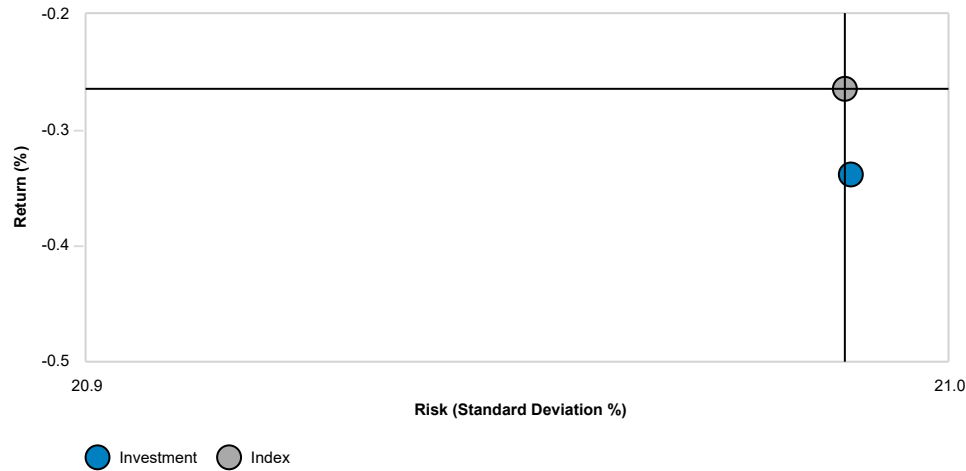 -0.2
-0.3
-0.4
-0.5
Return (%)
20.9 21.0
Risk (Standard Deviation %)
Investment Index